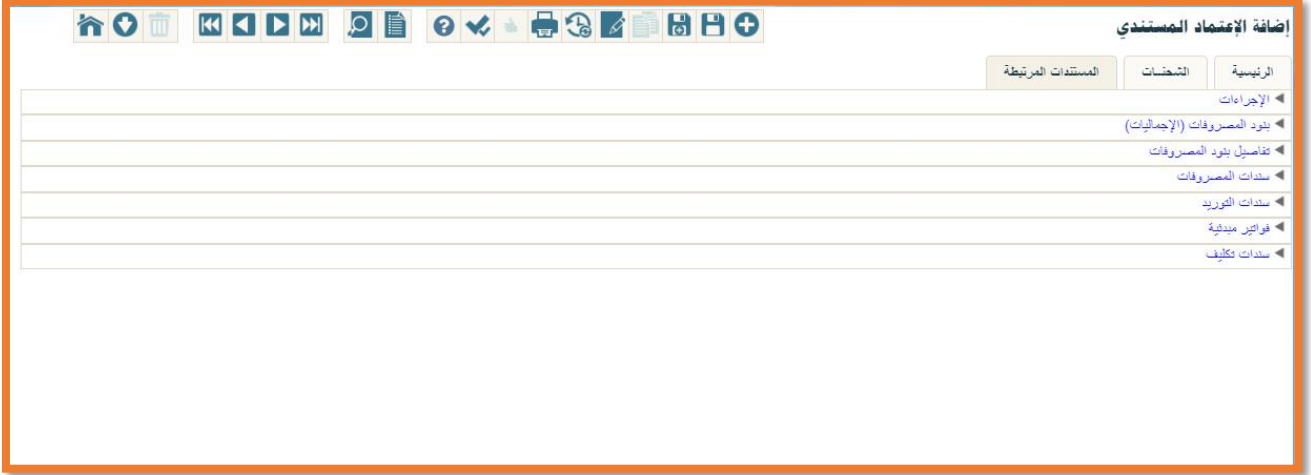 إضافة الإعتماد المستندي
الرئيسية الشحنات المستندات المرتبطة
الإجراءات
بنود المصروفات (الإجماليات)
تفاصيل بنود المصروفات
سندات المصروفات
سندات التوريد
فواتير مبدئية
سندات تكليف